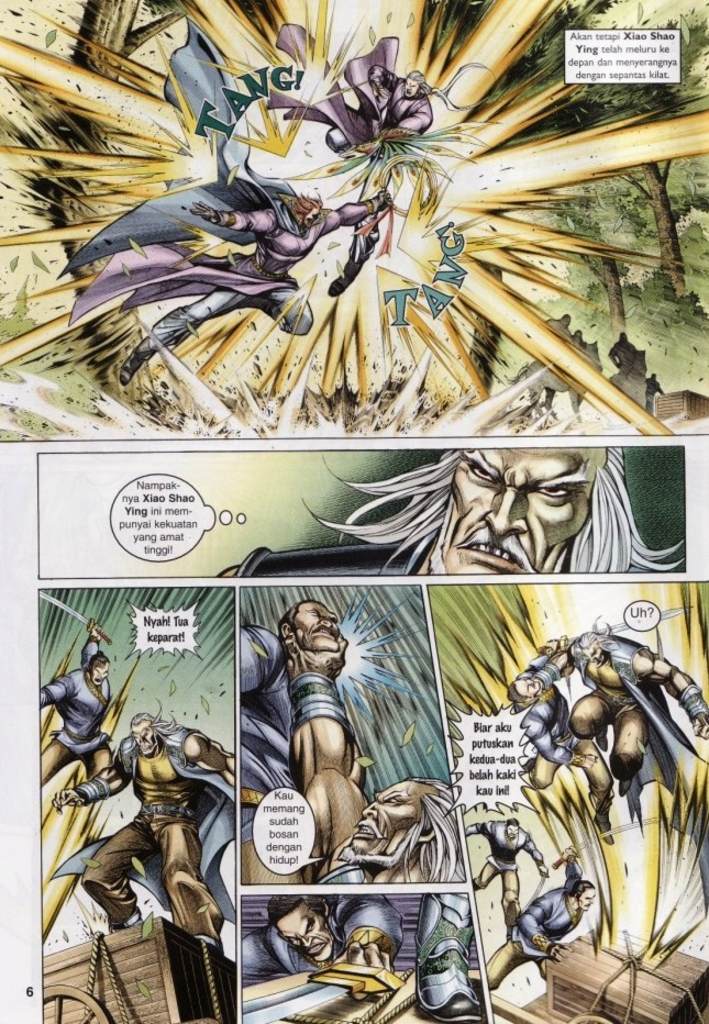 Akan tetapi Xiao Shao
Ying telah meluru ke
depan dan menyerangnya
dengan sepantas kilat.
TANG!
TANG!
Nampak-
nya Xiao Shao
Ying ini mem-
punyai kekuatan
yang amat
tinggi!
Nyah! Tua
keparat!
Kau
memang
sudah
bosan
dengan
hidup!
Uh?
Biar aku
putuskan
kedua-dua
belah kaki
kau ini!
6